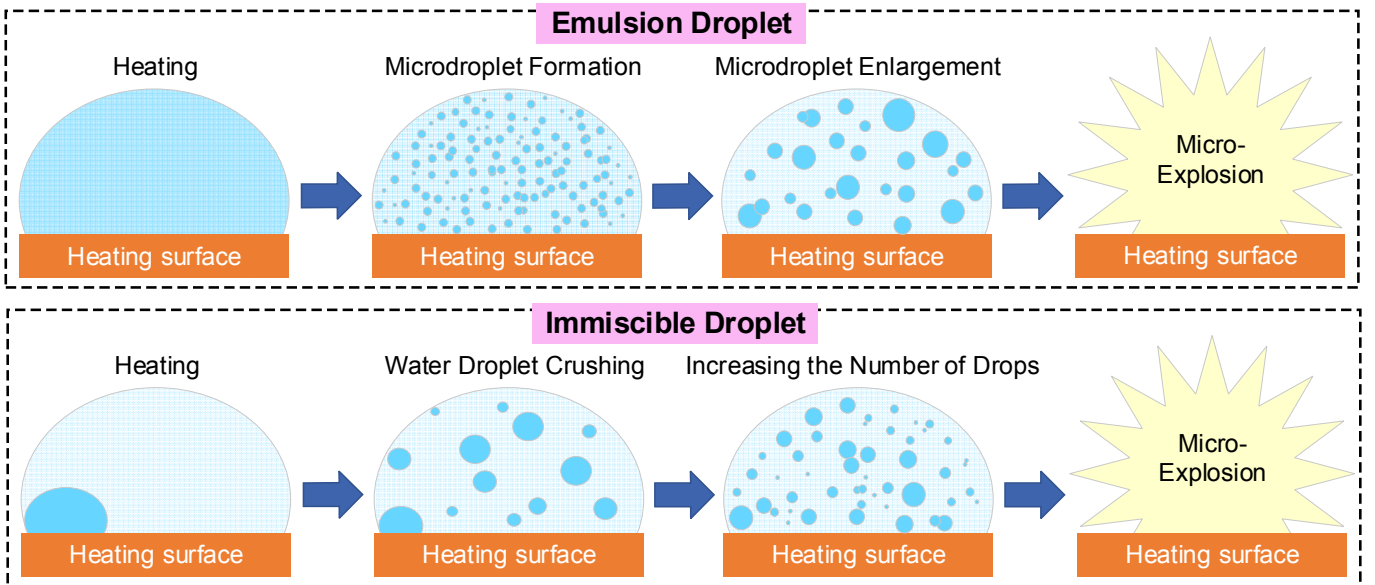 Emulsion Droplet
Heating
Microdroplet Formation
Microdroplet Enlargement
Micro-
Explosion
Heating surface
Heating surface
Heating surface
Heating surface
Immiscible Droplet
Heating
Water Droplet Crushing
Increasing the Number of Drops
Micro-
Explosion
Heating surface
Heating surface
Heating surface
Heating surface